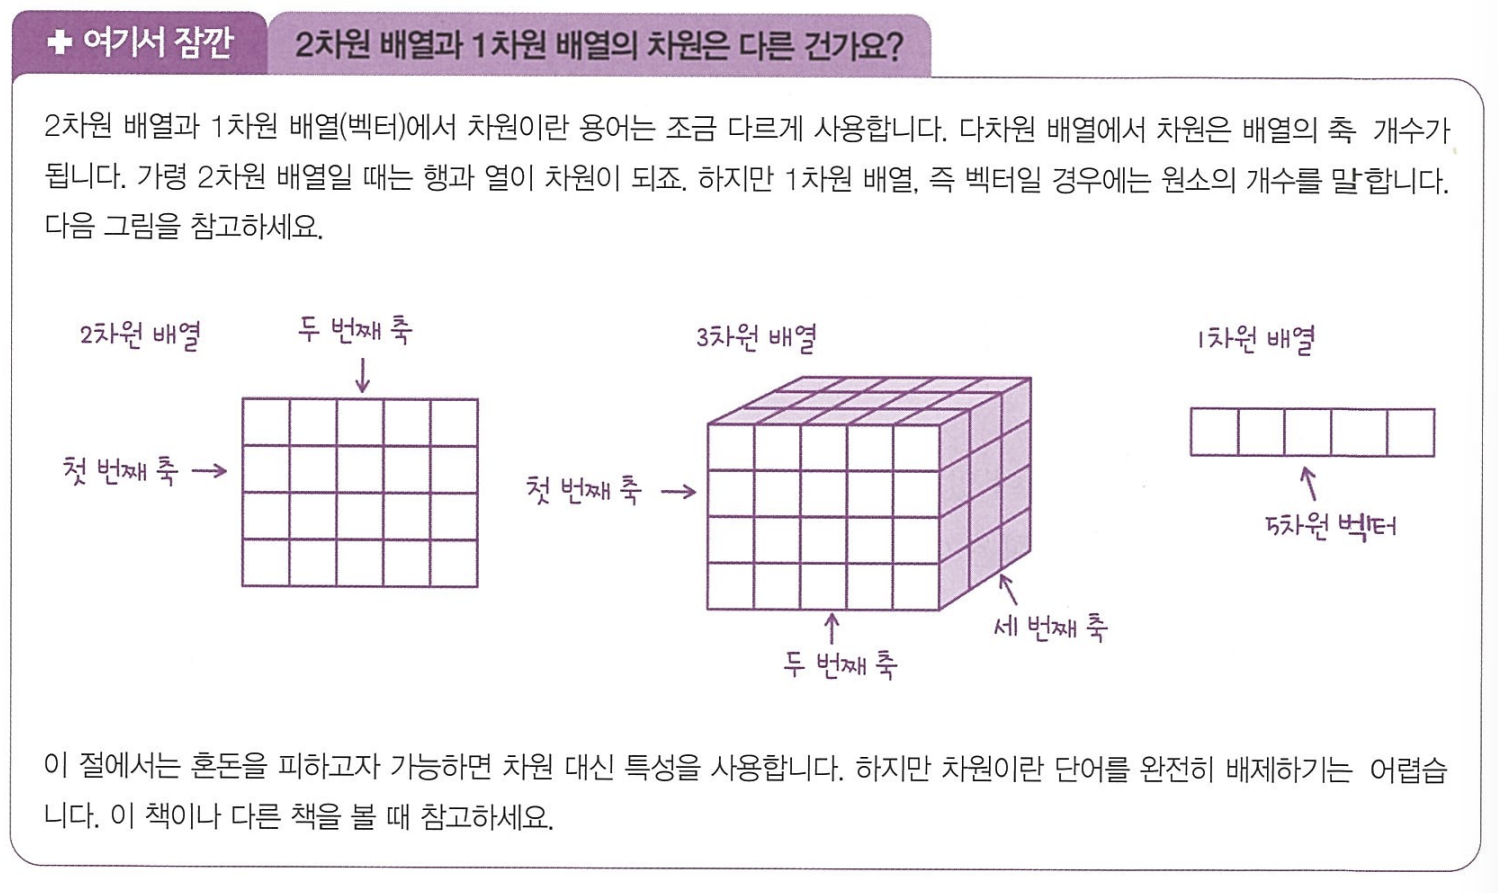 + 여기서 잠깐 2차원 배열과 1차원 배열의 차원은 다른 건가요?
2차원 배열과 1차원 배열(벡터)에서 차원이란 용어는 조금 다르게 사용합니다. 다차원 배열에서 차원은 배열의 축 개수가
됩니다. 가령 2차원 배열일 때는 행과 열이 차원이 되죠. 하지만 1차원 배열, 즉 벡터일 경우에는 원소의 개수를 말합니다.
다음 그림을 참고하세요.
2차원 배열
두 번째 축
첫 번째 축
3차원 배열
첫 번째 축
두 번째 축
세 번째 축
1차원 배열
5차원 벡터
이 절에서는 혼돈을 피하고자 가능하면 차원 대신 특성을 사용합니다. 하지만 차원이란 단어를 완전히 배제하기는 어렵습
니다. 이 책이나 다른 책을 볼 때 참고하세요.